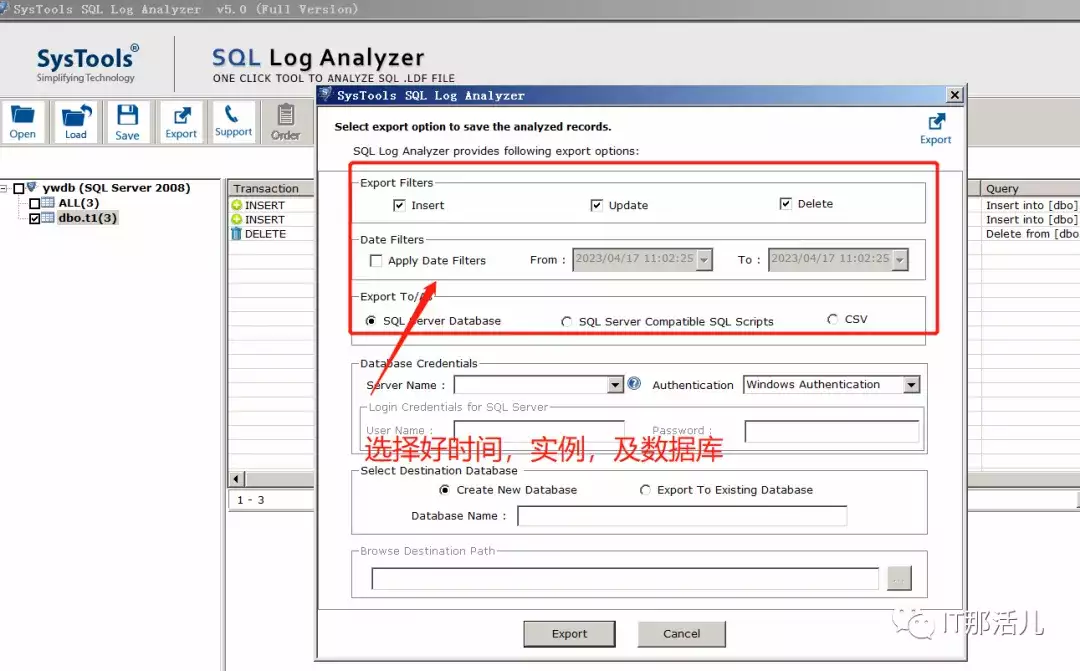 SysTools SQL Log Analyzer v5.0 (Full Version)
SysTools®
Simplifying Technology
SQL Log Analyzer
ONE CLICK TOOL TO ANALYZE SQL .LDF FILE
Open
Load
Save
Export
Support
Order
ywdb (SQL Server 2008)
ALL(3)
dbo.t1(3)
Transaction
INSERT
INSERT
DELETE
1 - 3
Query
Insert into [dbo]
Insert into [dbo]
Delete from [dbo
SysTools SQL Log Analyzer
Select export option to save the analyzed records.
Export
SQL Log Analyzer provides following export options:
Export Filters
Insert Update Delete
Date Filters
Apply Date Filters From : 2023/04/17 11:02:25 To : 2023/04/17 11:02:25
Export To/As
SQL Server Database SQL Server Compatible SQL Scripts CSV
Database Credentials
Server Name : Authentication Windows Authentication
Login Credentials for SQL Server
User Name : Password :
选择好时间，实例，及数据库
Select Destination Database
Create New Database Export To Existing Database
Database Name :
Browse Destination Path
...
Export Cancel
IT那活儿